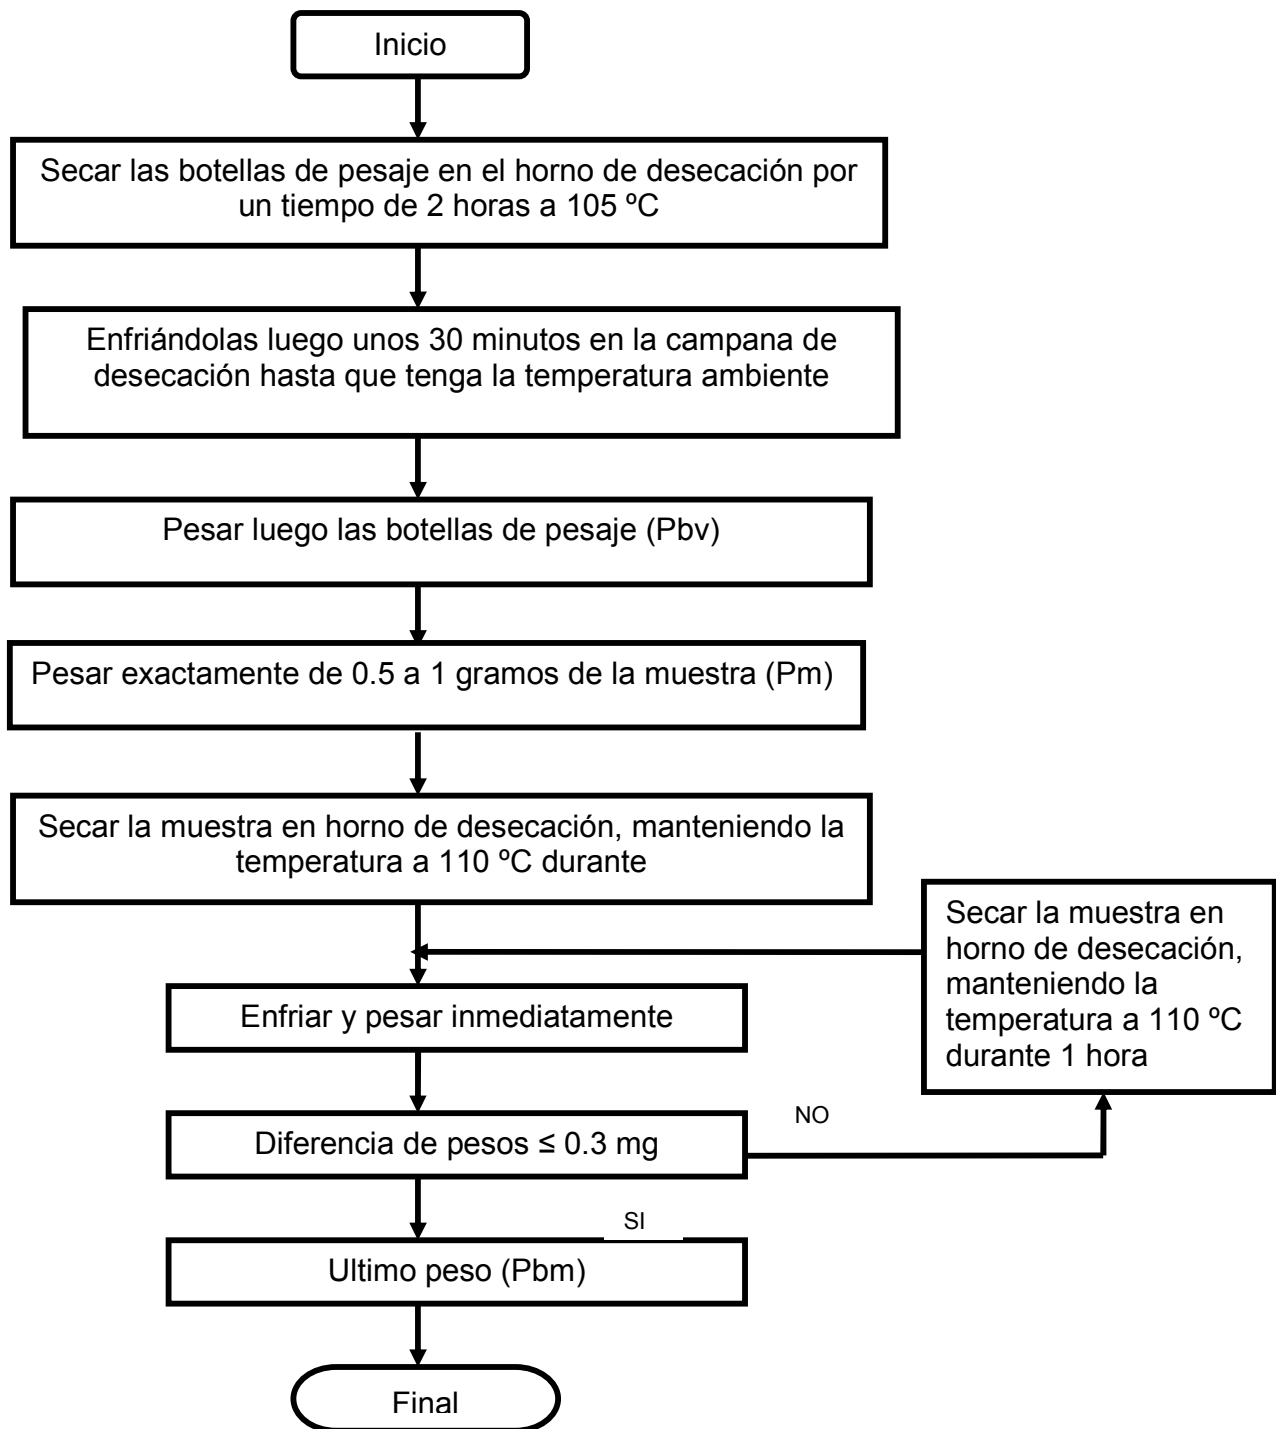 Inicio
Secar las botellas de pesaje en el horno de desecación por
un tiempo de 2 horas a 105 ºC
Enfriándolas luego unos 30 minutos en la campana de
desecación hasta que tenga la temperatura ambiente
Pesar luego las botellas de pesaje (Pbv)
Pesar exactamente de 0.5 a 1 gramos de la muestra (Pm)
Secar la muestra en horno de desecación, manteniendo la
temperatura a 110 ºC durante
Secar la muestra en
horno de desecación,
manteniendo la
temperatura a 110 ºC
durante 1 hora
Enfriar y pesar inmediatamente
Diferencia de pesos ≤ 0.3 mg
NO
SI
Ultimo peso (Pbm)
Final